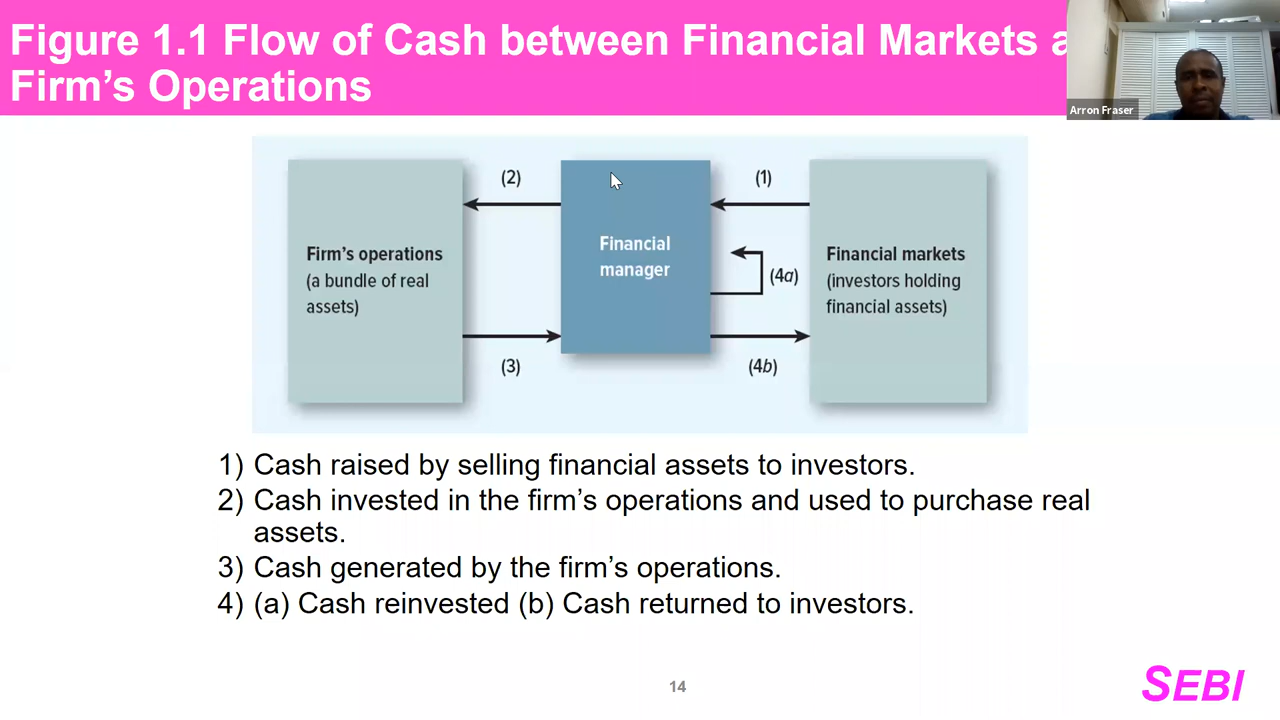 Figure 1.1 Flow of Cash between Financial Markets
Firm’s Operations
Arron Fraser
(2)
(1)
Financial
manager
Firm’s operations
(a bundle of real
assets)
Financial markets
(investors holding
financial assets)
(4a)
(3)
(4b)
1) Cash raised by selling financial assets to investors.
2) Cash invested in the firm’s operations and used to purchase real
assets.
3) Cash generated by the firm’s operations.
4) (a) Cash reinvested (b) Cash returned to investors.
14
SEBI